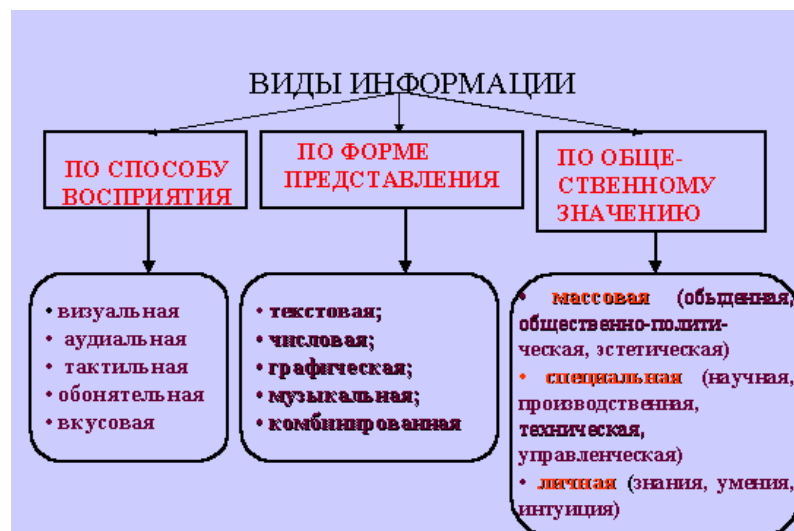 ВИДЫ ИНФОРМАЦИИ
ПО СПОСОБУ
ВОСПРИЯТИЯ
ПО ФОРМЕ
ПРЕДСТАВЛЕНИЯ
ПО ОБЩЕ-
СТВЕННОМУ
ЗНАЧЕНИЮ
• визуальная
• аудиальная
• тактильная
• обонятельная
• вкусовая
• текстовая;
• числовая;
• графическая;
• музыкальная;
• комбинированная
• массовая (обыденная,
общественно-полити-
ческая, эстетическая)
• специальная (научная,
производственная,
техническая,
управленческая)
• личная (знания, умения,
интуиция)